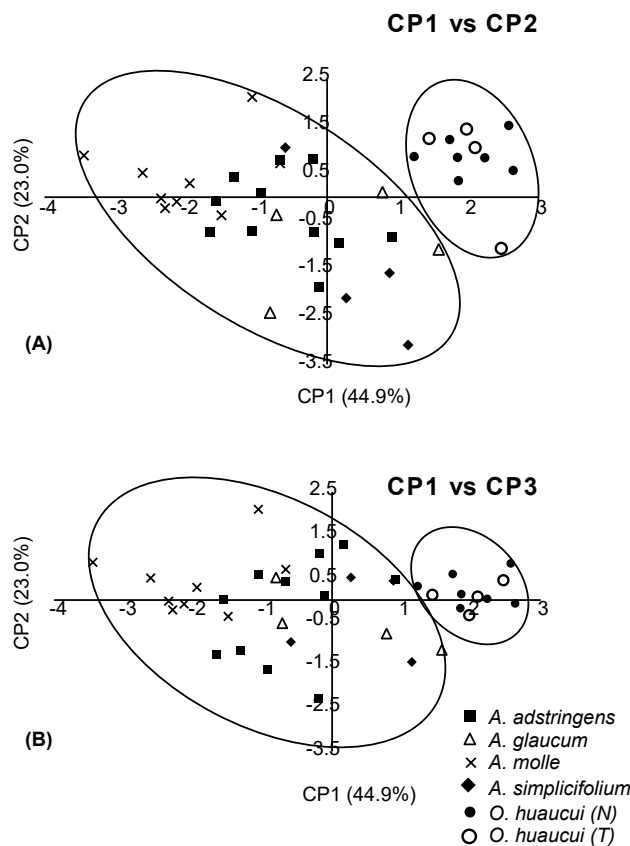 CP1 vs CP2
2.5
1.5
0.5
-4 -3 -2 -1 0 1 2 3
-0.5
-1.5
-2.5
-3.5
CP2 (23.0%)
(A)
CP1 (44.9%)
CP1 vs CP3
2.5
1.5
0.5
-4 -3 -2 -1 0 1 2 3
-0.5
-1.5
-2.5
-3.5
CP2 (23.0%)
(B)
CP1 (44.9%)
A. adstringens
A. glaucum
A. molle
A. simplicifolium
O. huaucui (N)
O. huaucui (T)